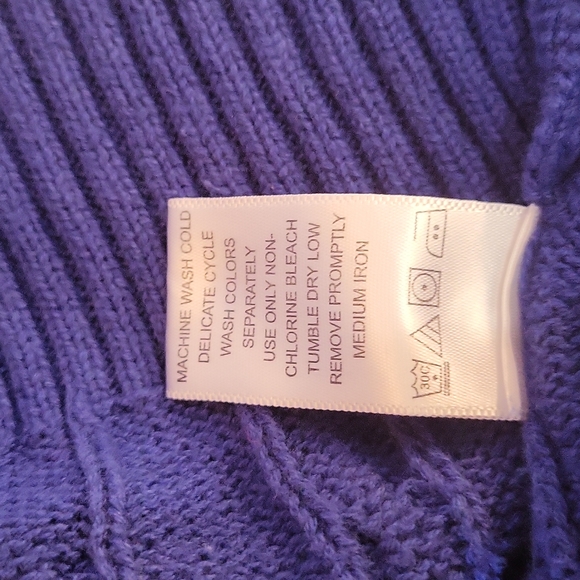 MACHINE WASH COLD
DELICATE CYCLE
WASH COLORS
SEPARATELY
USE ONLY NON-
CHLORINE BLEACH
TUMBLE DRY LOW
REMOVE PROMPTLY
MEDIUM IRON
30C